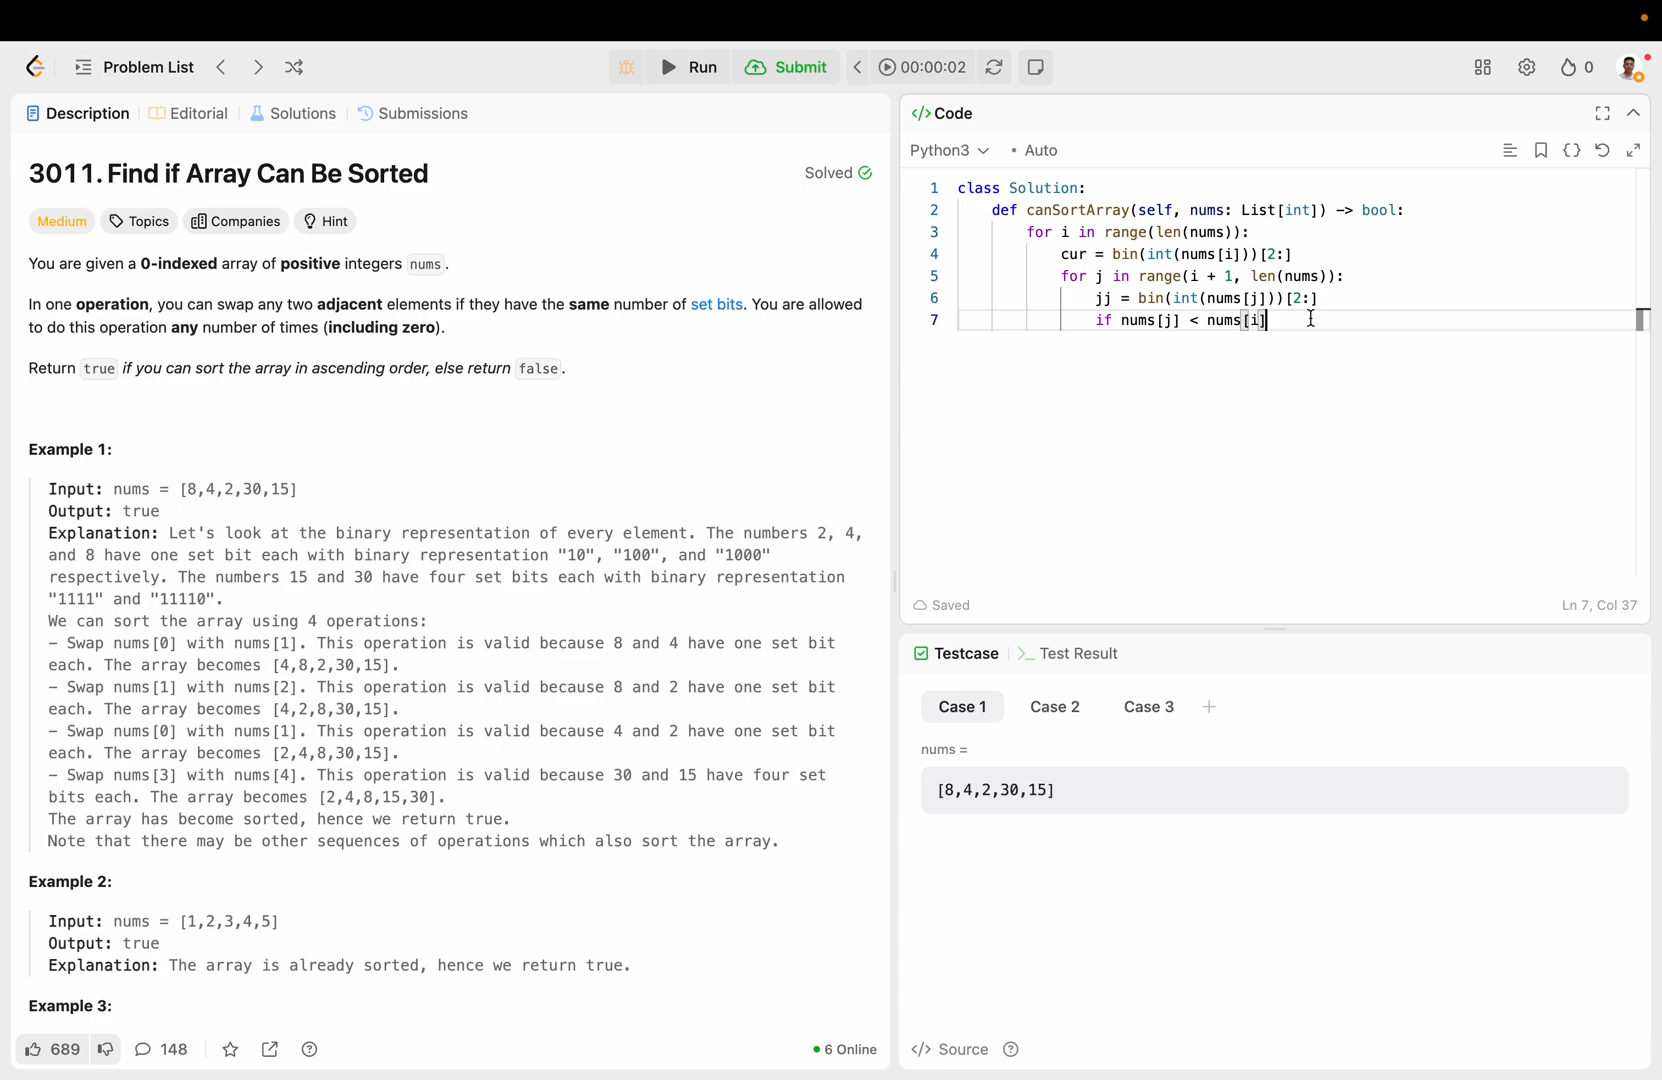 Problem List
Run
Submit
00:00:02
0
Description
Editorial
Solutions
Submissions
3011. Find if Array Can Be Sorted
Solved
Medium
Topics
Companies
Hint
You are given a 0-indexed array of positive integers nums.
In one operation, you can swap any two adjacent elements if they have the same number of set bits. You are allowed
to do this operation any number of times (including zero).
Return true if you can sort the array in ascending order, else return false.
Example 1:
Input: nums = [8,4,2,30,15]
Output: true
Explanation: Let's look at the binary representation of every element. The numbers 2, 4,
and 8 have one set bit each with binary representation "10", "100", and "1000"
respectively. The numbers 15 and 30 have four set bits each with binary representation
"1111" and "11110".
We can sort the array using 4 operations:
- Swap nums[0] with nums[1]. This operation is valid because 8 and 4 have one set bit
each. The array becomes [4,8,2,30,15].
- Swap nums[1] with nums[2]. This operation is valid because 8 and 2 have one set bit
each. The array becomes [4,2,8,30,15].
- Swap nums[0] with nums[1]. This operation is valid because 4 and 2 have one set bit
each. The array becomes [2,4,8,30,15].
- Swap nums[3] with nums[4]. This operation is valid because 30 and 15 have four set
bits each. The array becomes [2,4,8,15,30].
The array has become sorted, hence we return true.
Note that there may be other sequences of operations which also sort the array.
Example 2:
Input: nums = [1,2,3,4,5]
Output: true
Explanation: The array is already sorted, hence we return true.
Example 3:
689
148
6 Online
</> Code
Python3
• Auto
1 class Solution:
2 def canSortArray(self, nums: List[int]) -> bool:
3 for i in range(len(nums)):
4 cur = bin(int(nums[i]))[2:]
5 for j in range(i + 1, len(nums)):
6 jj = bin(int(nums[j]))[2:]
7 if nums[j] < nums[i]
Saved
Ln 7, Col 37
Testcase
Test Result
Case 1
Case 2
Case 3
nums =
[8,4,2,30,15]
</> Source